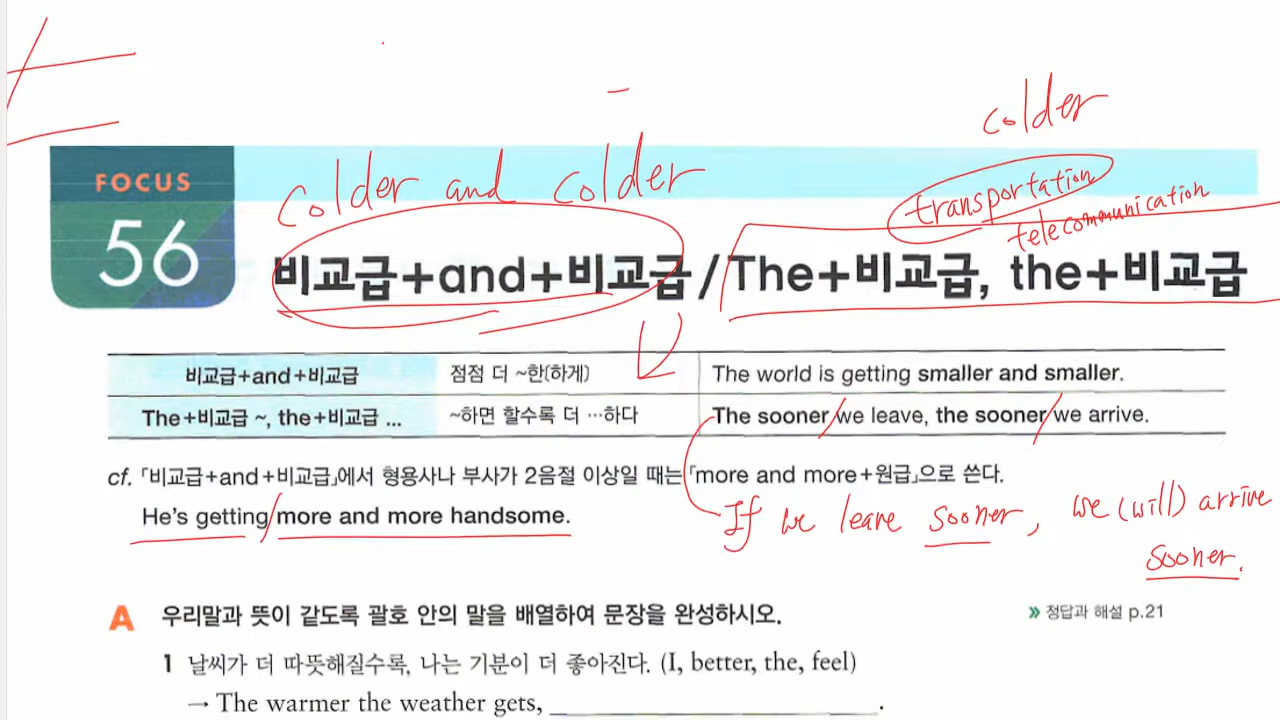 colder
colder and colder
transportation
telecommunication
FOCUS
56
비교급+and+비교급/The+비교급, the+비교급
비교급+and+비교급 점점 더 ~한(하게) The world is getting smaller and smaller.
The+비교급 ~, the+비교급 ... ~하면 할수록 더 …하다 The sooner we leave, the sooner we arrive.
cf. 「비교급+and+비교급」에서 형용사나 부사가 2음절 이상일 때는 「more and more+원급」으로 쓴다.
He's getting more and more handsome.
If we leave sooner, we (will) arrive
sooner.
A 우리말과 뜻이 같도록 괄호 안의 말을 배열하여 문장을 완성하시오. » 정답과 해설 p.21
1 날씨가 더 따뜻해질수록, 나는 기분이 더 좋아진다. (I, better, the, feel)
→ The warmer the weather gets, ______________________.